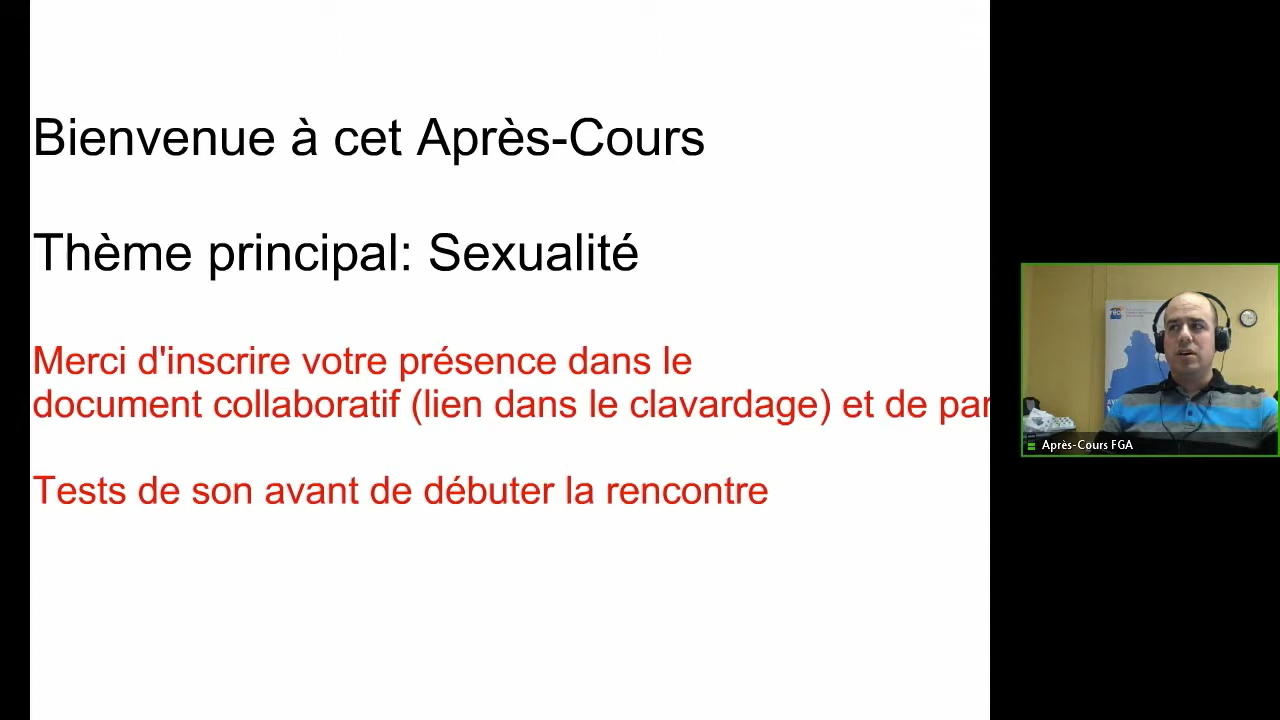 Bienvenue à cet Après-Cours
Thème principal: Sexualité
Merci d'inscrire votre présence dans le
document collaboratif (lien dans le clavardage) et de par
Tests de son avant de débuter la rencontre
Après-Cours FGA